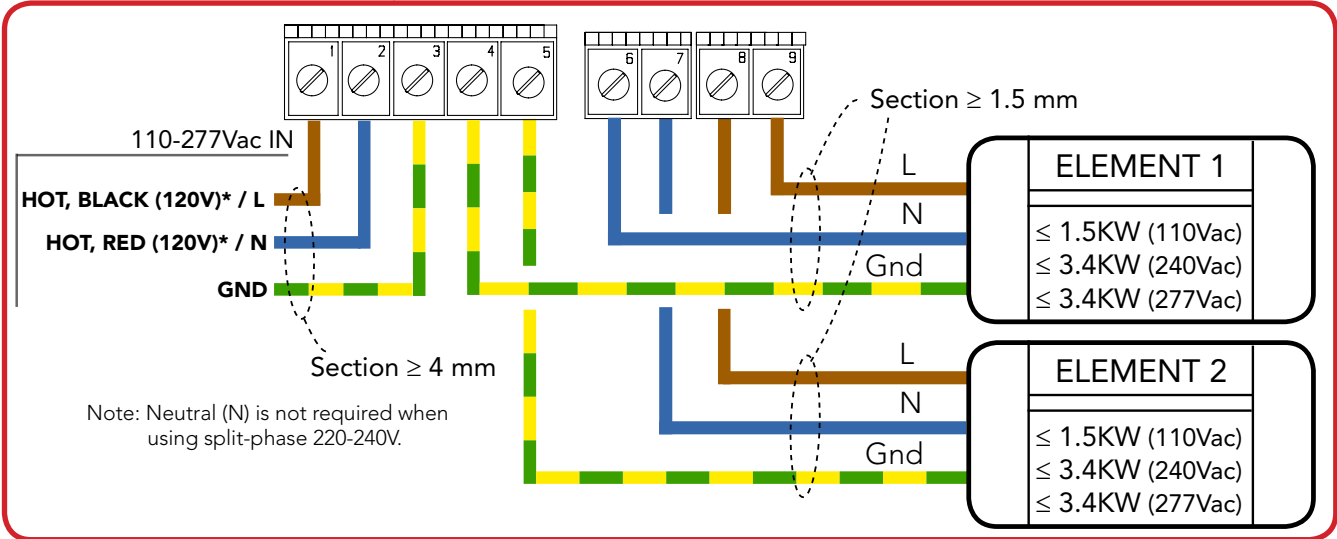 1 2 3 4 5 6 7 8 9
Section ≥ 1.5 mm
110-277Vac IN
HOT, BLACK (120V)* / L
HOT, RED (120V)* / N
GND
Section ≥ 4 mm
Note: Neutral (N) is not required when
using split-phase 220-240V.
L
N
Gnd
ELEMENT 1
≤ 1.5KW (110Vac)
≤ 3.4KW (240Vac)
≤ 3.4KW (277Vac)
L
N
Gnd
ELEMENT 2
≤ 1.5KW (110Vac)
≤ 3.4KW (240Vac)
≤ 3.4KW (277Vac)